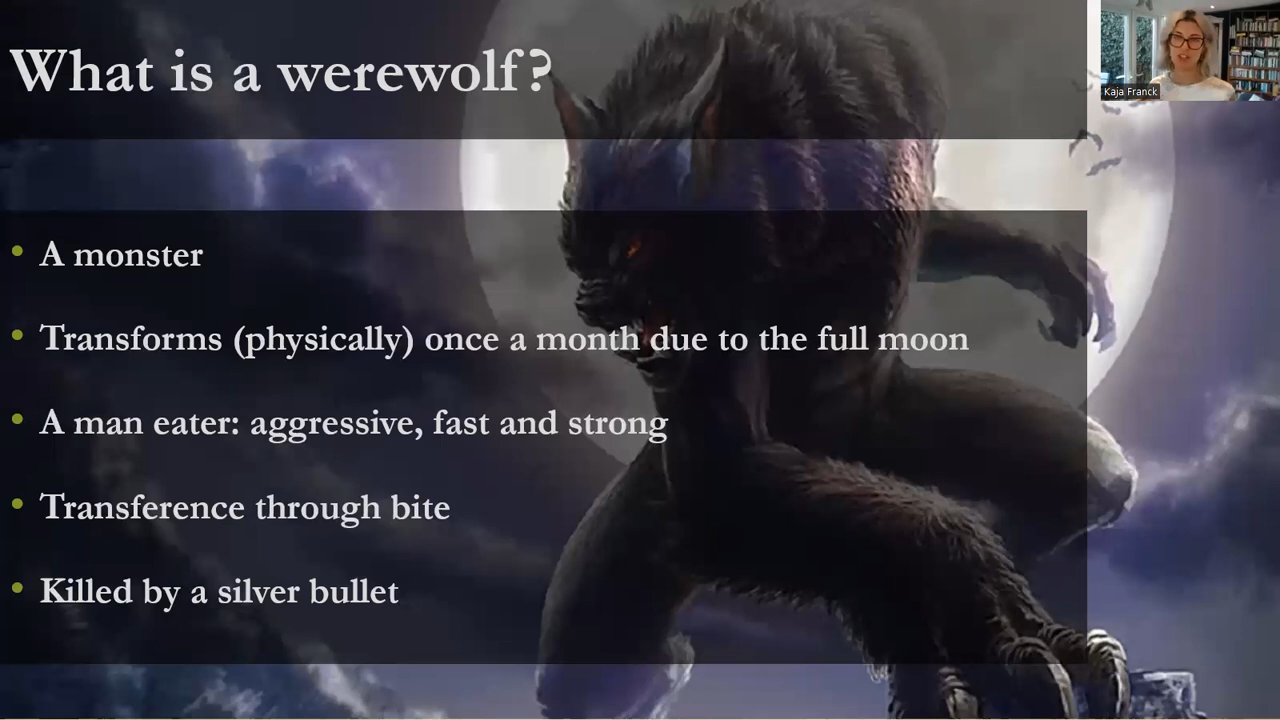 What is a werewolf?
Kaja Franck
• A monster
• Transforms (physically) once a month due to the full moon
• A man eater: aggressive, fast and strong
• Transference through bite
• Killed by a silver bullet